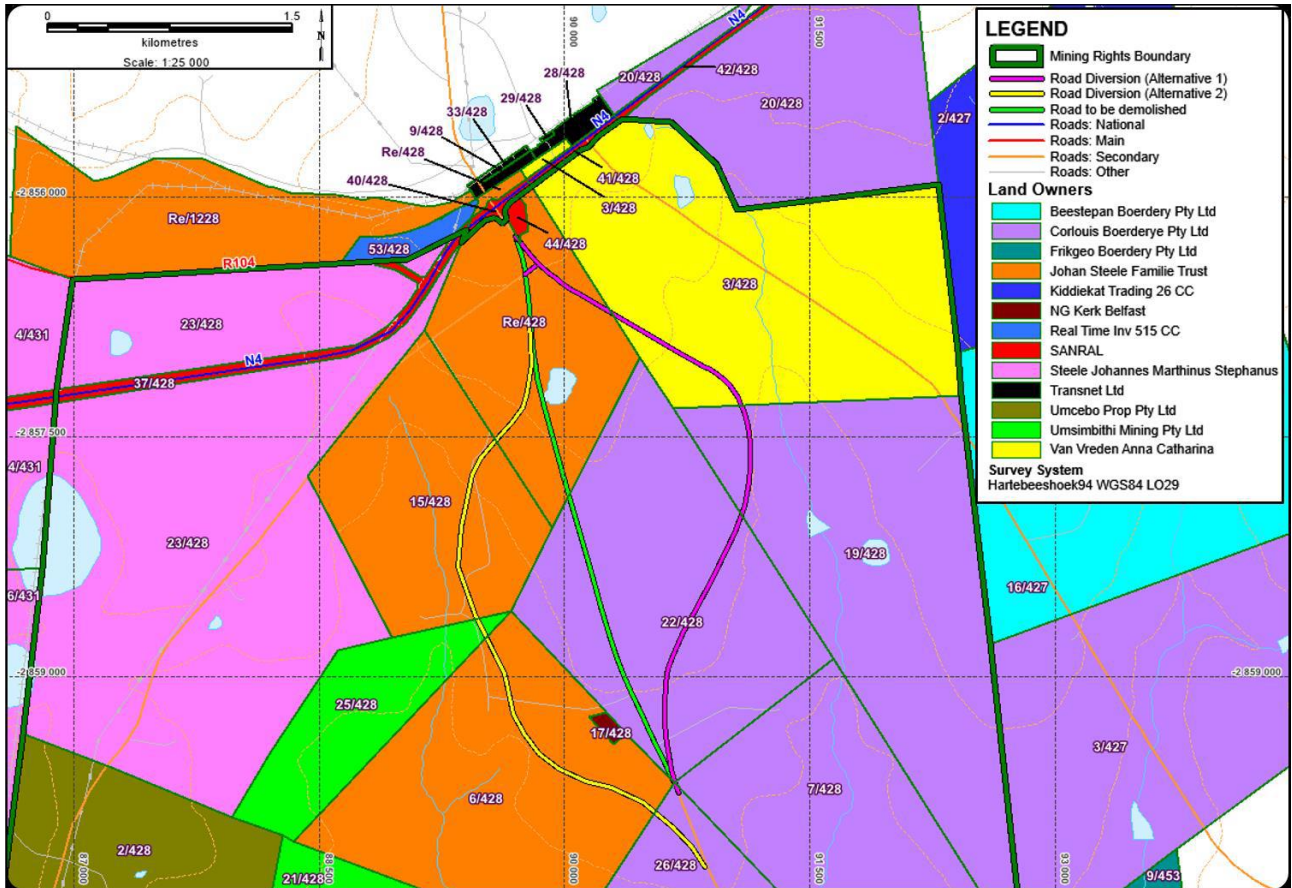 0 1.5
kilometres
Scale: 1:25 000
N
90 000
91 500
N4
LEGEND
Mining Rights Boundary
Road Diversion (Alternative 1)
Road Diversion (Alternative 2)
Road to be demolished
Roads: National
Roads: Main
Roads: Secondary
Roads: Other
Land Owners
Beestepan Boerdery Pty Ltd
Corlouis Boerderye Pty Ltd
Frikgeo Boerdery Pty Ltd
Johan Steele Familie Trust
Kiddiekat Trading 26 CC
NG Kerk Belfast
Real Time Inv 515 CC
SANRAL
Steele Johannes Marthinus Stephanus
Transnet Ltd
Umcebo Prop Pty Ltd
Umsimbithi Mining Pty Ltd
Van Vreden Anna Catharina
Survey System
Hartebeeshoek94 WGS84 LO29
28/428
20/428
42/428
29/428
20/428
33/428
2/427
9/428
N4
Re/428
41/428
40/428
-2 856 000
3/428
Re/1228
44/428
53/428
R104
3/428
23/428
Re/428
4/431
N4
37/428
-2 857 500
4/431
15/428
23/428
19/428
16/427
6/431
22/428
-2 859 000
-2 859 000
25/428
17/428
3/427
6/428
7/428
2/428
87 000
88 500
90 000
91 500
93 000
26/428
21/428
9/453